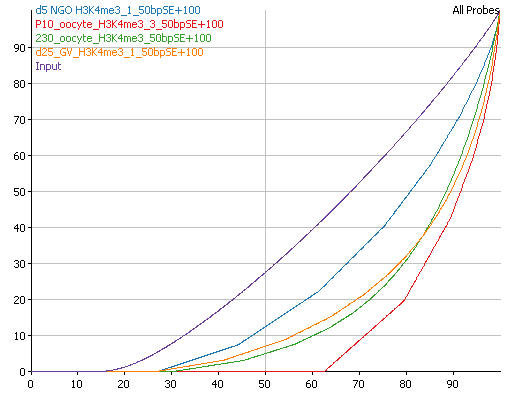 d5 NGO H3K4me3_1_50bpSE+100
All Probes
P10_oocyte_H3K4me3_3_50bpSE+100
230_oocyte_H3K4me3_50bpSE+100
d25_GV_H3K4me3_1_50bpSE+100
Input
90
80
70
60
50
40
30
20
10
0
0 10 20 30 40 50 60 70 80 90